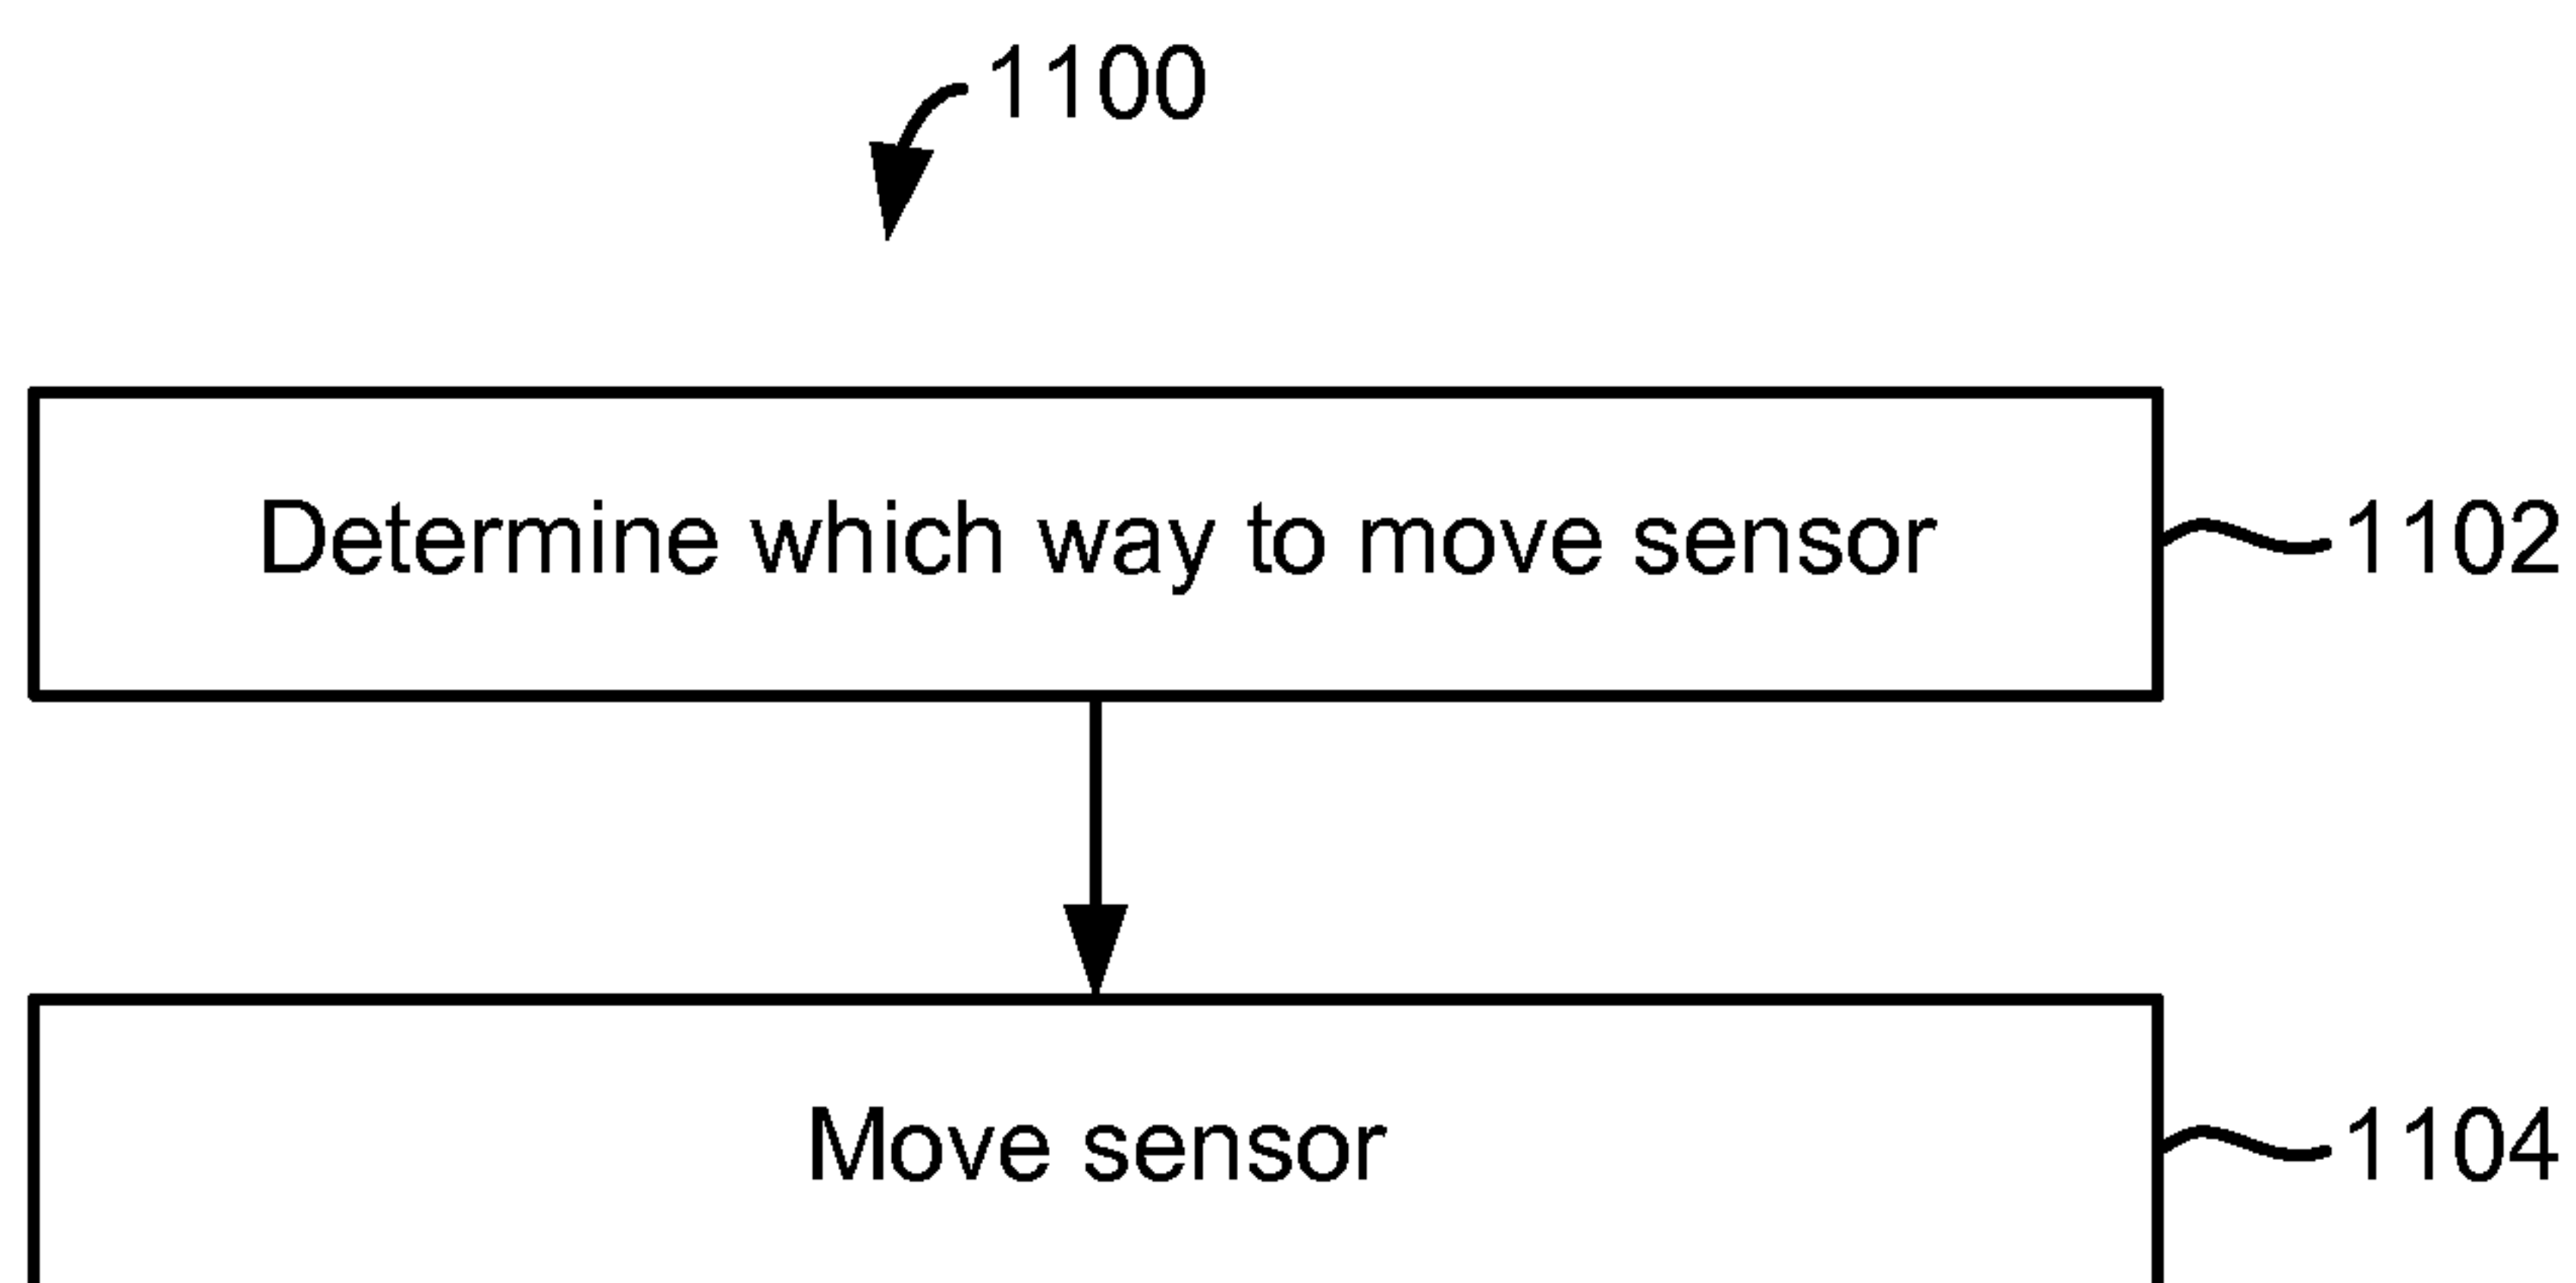 1100
Determine which way to move sensor
1102
Move sensor
1104